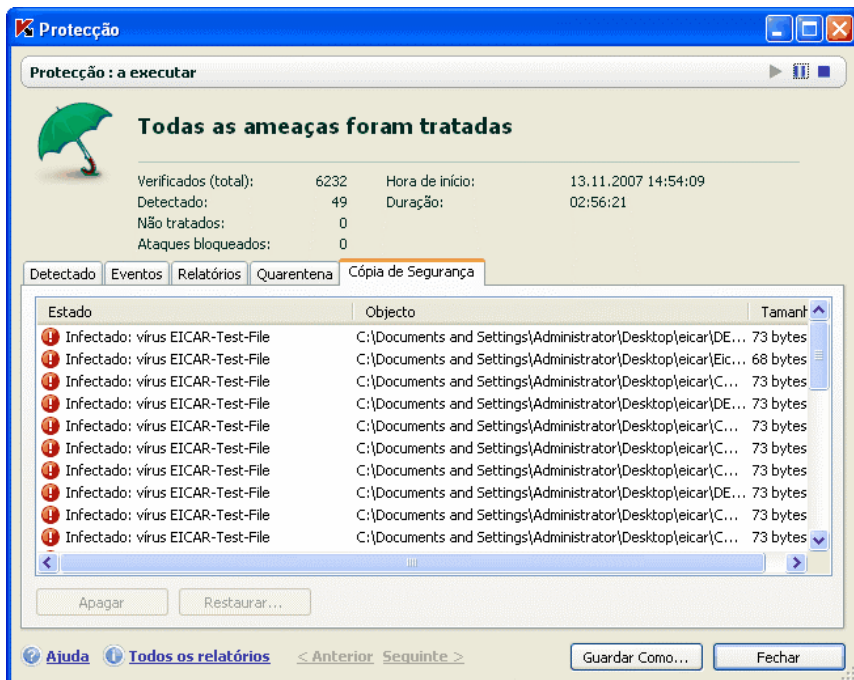 Protecção
Protecção : a executar
Todas as ameaças foram tratadas
Verificados (total): 6232 Hora de início: 13.11.2007 14:54:09
Detectado: 49 Duração: 02:56:21
Não tratados: 0
Ataques bloqueados: 0
Detectado Eventos Relatórios Quarentena Cópia de Segurança
Estado Objecto Tamanh
Infectado: vírus EICAR-Test-File C:\Documents and Settings\Administrator\Desktop\eicar\DE... 73 bytes
Infectado: vírus EICAR-Test-File C:\Documents and Settings\Administrator\Desktop\eicar\Eic... 68 bytes
Infectado: vírus EICAR-Test-File C:\Documents and Settings\Administrator\Desktop\eicar\C... 73 bytes
Infectado: vírus EICAR-Test-File C:\Documents and Settings\Administrator\Desktop\eicar\DE... 73 bytes
Infectado: vírus EICAR-Test-File C:\Documents and Settings\Administrator\Desktop\eicar\C... 73 bytes
Infectado: vírus EICAR-Test-File C:\Documents and Settings\Administrator\Desktop\eicar\C... 73 bytes
Infectado: vírus EICAR-Test-File C:\Documents and Settings\Administrator\Desktop\eicar\C... 73 bytes
Infectado: vírus EICAR-Test-File C:\Documents and Settings\Administrator\Desktop\eicar\DE... 73 bytes
Infectado: vírus EICAR-Test-File C:\Documents and Settings\Administrator\Desktop\eicar\C... 73 bytes
Infectado: vírus EICAR-Test-File C:\Documents and Settings\Administrator\Desktop\eicar\C... 73 bytes
Apagar Restaurar...
Ajuda Todos os relatórios < Anterior Seguinte > Guardar Como... Fechar